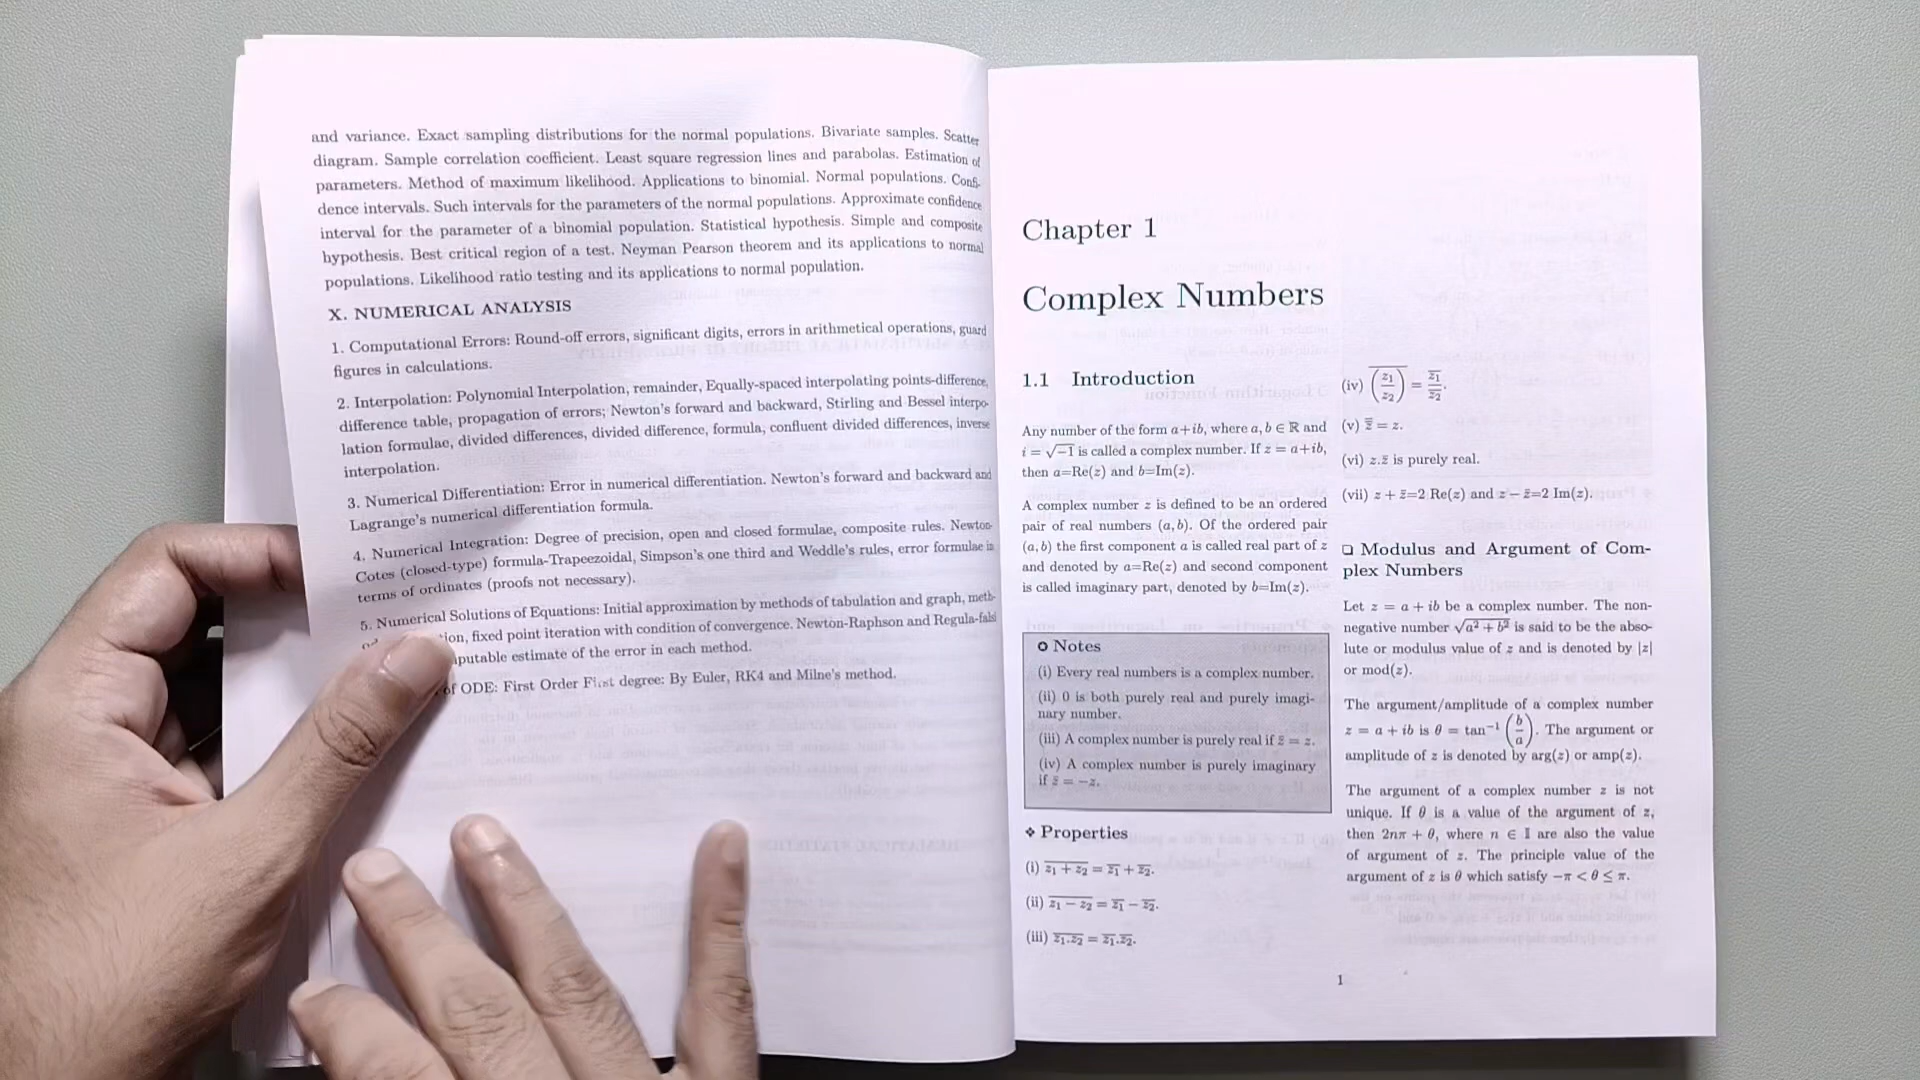 and variance. Exact sampling distributions for the normal populations. Bivariate samples. Scatter
diagram. Sample correlation coefficient. Least square regression lines and parabolas. Estimation of
parameters. Method of maximum likelihood. Applications to binomial. Normal populations. Confi-
dence intervals. Such intervals for the parameters of the normal populations. Approximate confidence
interval for the parameter of a binomial population. Statistical hypothesis. Simple and composite
hypothesis. Best critical region of a test. Neyman Pearson theorem and its applications to normal
populations. Likelihood ratio testing and its applications to normal population.
X. NUMERICAL ANALYSIS
1. Computational Errors: Round-off errors, significant digits, errors in arithmetical operations, guard
figures in calculations.
2. Interpolation: Polynomial Interpolation, remainder, Equally-spaced interpolating points-difference,
difference table, propagation of errors; Newton's forward and backward, Stirling and Bessel interpo-
lation formulae, divided differences, divided difference, formula, confluent divided differences, inverse
interpolation.
3. Numerical Differentiation: Error in numerical differentiation. Newton's forward and backward and
Lagrange's numerical differentiation formula.
4. Numerical Integration: Degree of precision, open and closed formulae, composite rules. Newton-
Cotes (closed-type) formula-Trapeezoidal, Simpson's one third and Weddle's rules, error formulae in
terms of ordinates (proofs not necessary).
5. Numerical Solutions of Equations: Initial approximation by methods of tabulation and graph, meth-
fixed point iteration with condition of convergence. Newton-Raphson and Regula-falsi
estimate of the error in each method.
of ODE: First Order First degree: By Euler, RK4 and Milne's method.
Chapter 1
Complex Numbers
1.1 Introduction
Any number of the form a+ib, where a, b ∈ ℝ and
i = √−1 is called a complex number. If z = a+ib,
then a=Re(z) and b=Im(z).
A complex number z is defined to be an ordered
pair of real numbers (a, b). Of the ordered pair
(a, b) the first component a is called real part of z
and denoted by a=Re(z) and second component
is called imaginary part, denoted by b=Im(z).
✪ Notes
(i) Every real numbers is a complex number.
(ii) 0 is both purely real and purely imagi-
nary number.
(iii) A complex number is purely real if z̄ = z.
(iv) A complex number is purely imaginary
if z̄ = −z.
❖ Properties
(i) \overline{z₁ + z₂} = \overline{z₁} + \overline{z₂}.
(ii) \overline{z₁ − z₂} = \overline{z₁} − \overline{z₂}.
(iii) \overline{z₁.z₂} = \overline{z₁}.\overline{z₂}.
(iv) \overline{(z₁/z₂)} = \overline{z₁}/\overline{z₂}.
(v) \overline{\overline{z}} = z.
(vi) z.z̄ is purely real.
(vii) z + z̄=2 Re(z) and z − z̄=2 Im(z).
❏ Modulus and Argument of Com-
plex Numbers
Let z = a + ib be a complex number. The non-
negative number √(a² + b²) is said to be the abso-
lute or modulus value of z and is denoted by |z|
or mod(z).
The argument/amplitude of a complex number
z = a + ib is θ = tan⁻¹ (b/a). The argument or
amplitude of z is denoted by arg(z) or amp(z).
The argument of a complex number z is not
unique. If θ is a value of the argument of z,
then 2nπ + θ, where n ∈ 𝕀 are also the value
of argument of z. The principle value of the
argument of z is θ which satisfy −π < θ ≤ π.
1